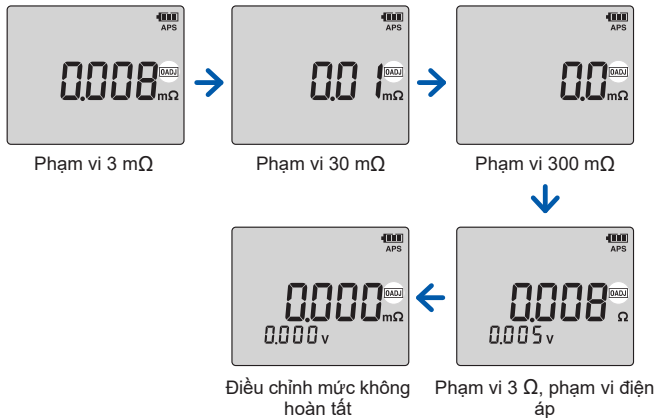 APS
0.008 0ADJ mΩ
Phạm vi 3 mΩ
APS
0.01 0ADJ mΩ
Phạm vi 30 mΩ
APS
0.0 0ADJ mΩ
Phạm vi 300 mΩ
APS
0.008 0ADJ Ω
0.005 v
Phạm vi 3 Ω, phạm vi điện
áp
APS
0.000 0ADJ mΩ
0.000 v
Điều chỉnh mức không
hoàn tất